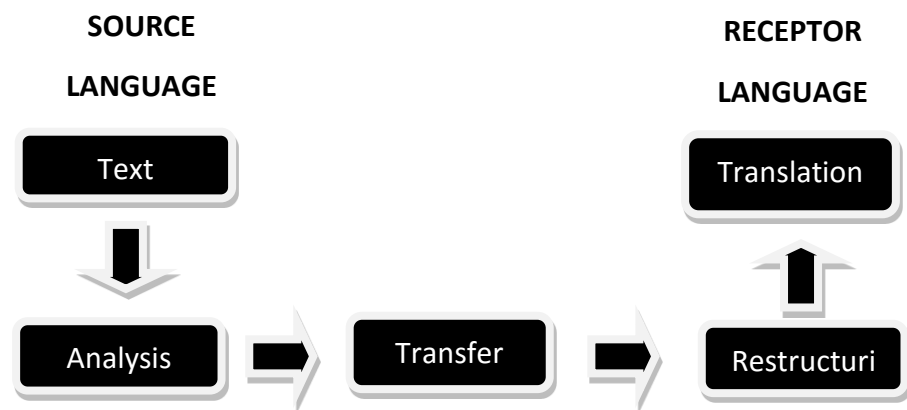 SOURCE
LANGUAGE
RECEPTOR
LANGUAGE
Text
Translation
Analysis
Transfer
Restructuri